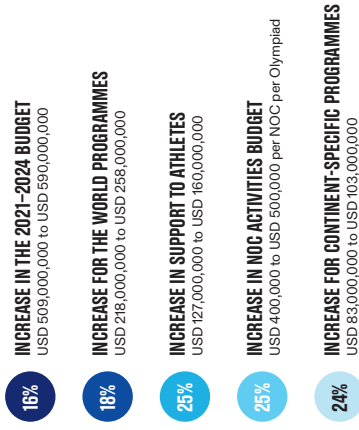 16%
INCREASE IN THE 2021–2024 BUDGET
USD 509,000,000 to USD 590,000,000
18%
INCREASE FOR THE WORLD PROGRAMMES
USD 218,000,000 to USD 258,000,000
25%
INCREASE IN SUPPORT TO ATHLETES
USD 127,000,000 to USD 160,000,000
25%
INCREASE IN NOC ACTIVITIES BUDGET
USD 400,000 to USD 500,000 per NOC per Olympiad
24%
INCREASE FOR CONTINENT-SPECIFIC PROGRAMMES
USD 83,000,000 to USD 103,000,000